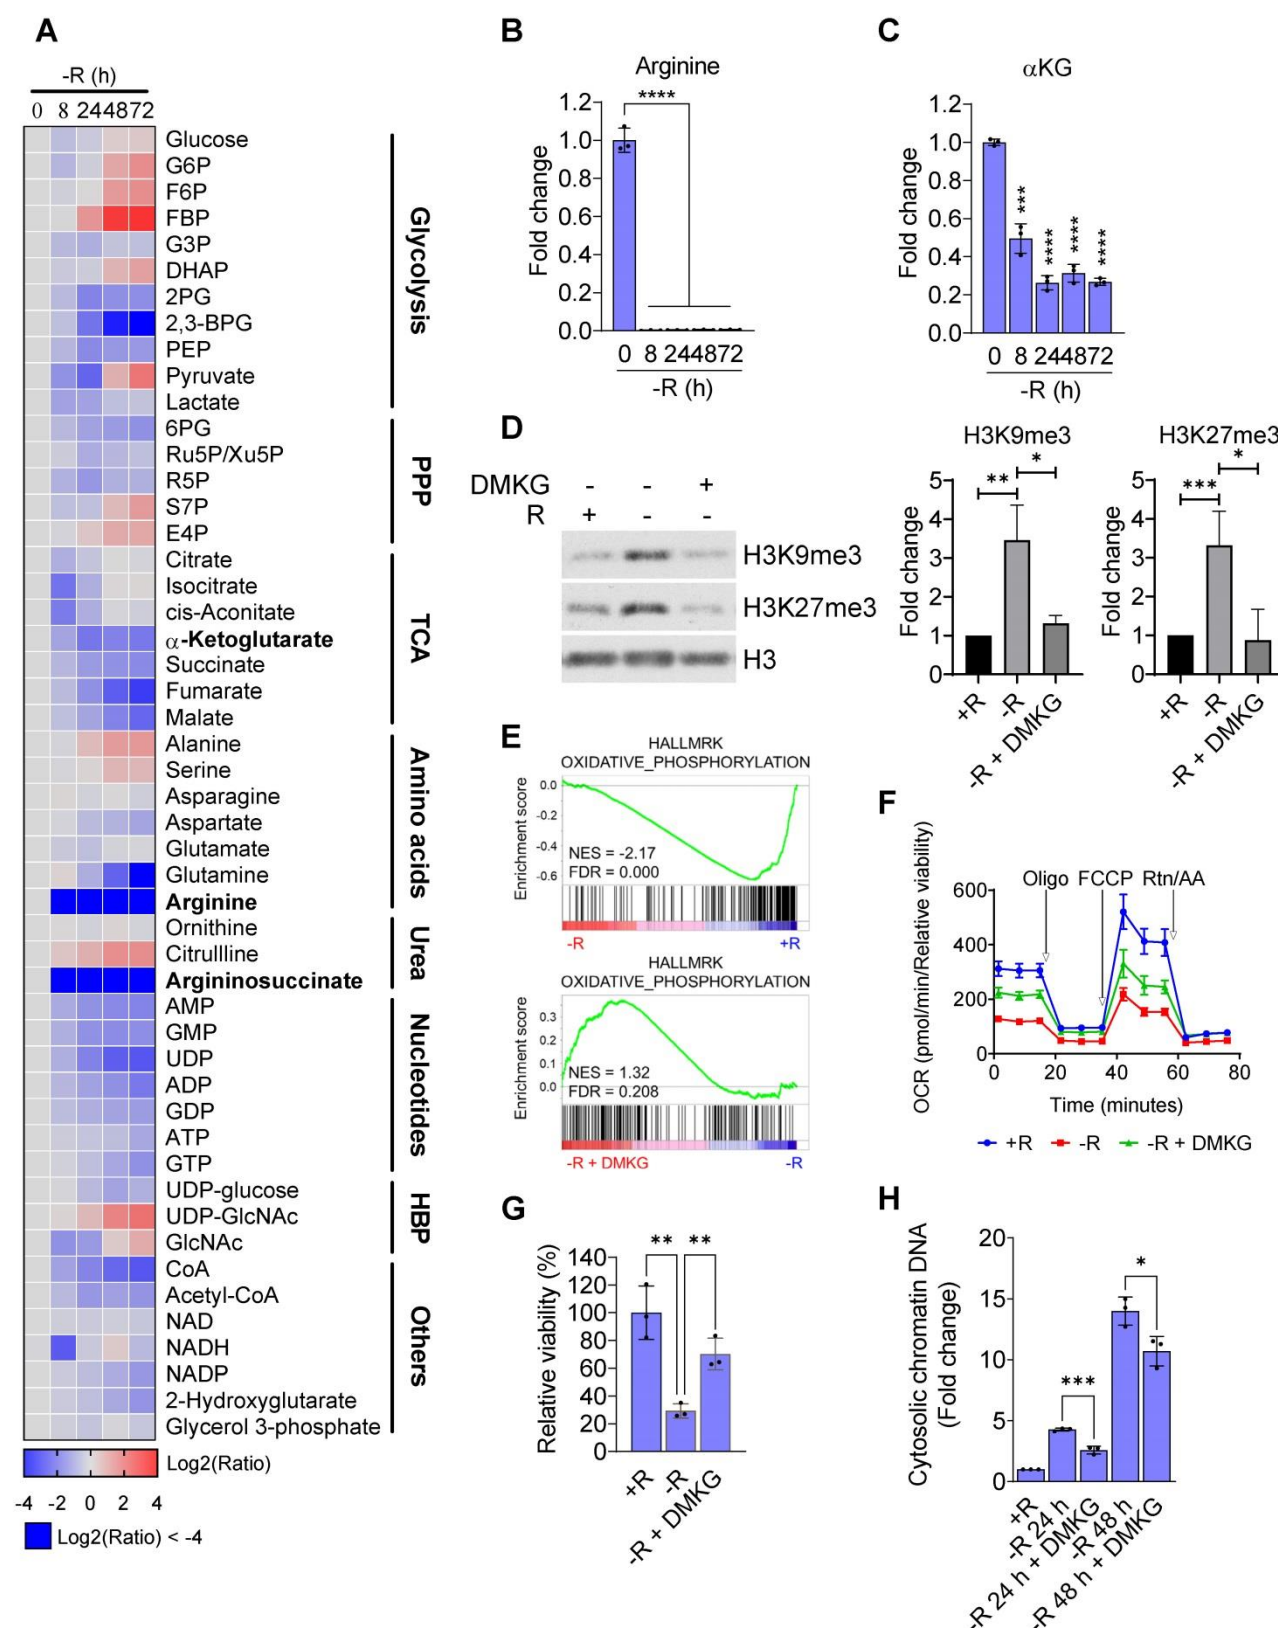 A
-R (h)
0 8 24 48 72
Glucose
G6P
F6P
FBP
G3P
DHAP
2PG
2,3-BPG
PEP
Pyruvate
Lactate
Glycolysis
6PG
Ru5P/Xu5P
R5P
S7P
E4P
PPP
Citrate
Isocitrate
cis-Aconitate
α-Ketoglutarate
Succinate
Fumarate
Malate
TCA
Alanine
Serine
Asparagine
Aspartate
Glutamate
Glutamine
Arginine
Amino acids
Ornithine
Citrullline
Argininosuccinate
Urea
AMP
GMP
UDP
ADP
GDP
ATP
GTP
Nucleotides
UDP-glucose
UDP-GlcNAc
GlcNAc
HBP
CoA
Acetyl-CoA
NAD
NADH
NADP
2-Hydroxyglutarate
Glycerol 3-phosphate
Others
Log2(Ratio)
-4 -2 0 2 4
Log2(Ratio) < -4
B
Arginine
****
Fold change
1.2
1.0
0.8
0.6
0.4
0.2
0.0
0 8 24 48 72
-R (h)
C
αKG
Fold change
1.2
1.0
0.8
0.6
0.4
0.2
0.0
***
****
****
****
0 8 24 48 72
-R (h)
D
DMKG - - +
R + - -
H3K9me3
H3K27me3
H3
H3K9me3
** *
Fold change
5
4
3
2
1
0
+R
-R
-R + DMKG
H3K27me3
*** *
Fold change
5
4
3
2
1
0
+R
-R
-R + DMKG
E
HALLMRK
OXIDATIVE_PHOSPHORYLATION
Enrichment score
0.0
-0.2
-0.4
-0.6
NES = -2.17
FDR = 0.000
-R +R
HALLMRK
OXIDATIVE_PHOSPHORYLATION
Enrichment score
0.3
0.2
0.1
0.0
NES = 1.32
FDR = 0.208
-R + DMKG -R
F
OCR (pmol/min/Relative viability)
600
400
200
0
Oligo FCCP Rtn/AA
0 20 40 60 80
Time (minutes)
+R -R -R + DMKG
G
Relative viability (%)
140
120
100
80
60
40
20
0
** **
+R
-R
-R + DMKG
H
Cytosolic chromatin DNA
(Fold change)
20
15
10
5
0
***
*
+R
-R 24 h
-R 24 h + DMKG
-R 48 h
-R 48 h + DMKG